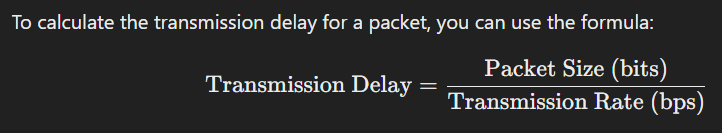 To calculate the transmission delay for a packet, you can use the formula:
Transmission Delay = Packet Size (bits) / Transmission Rate (bps)